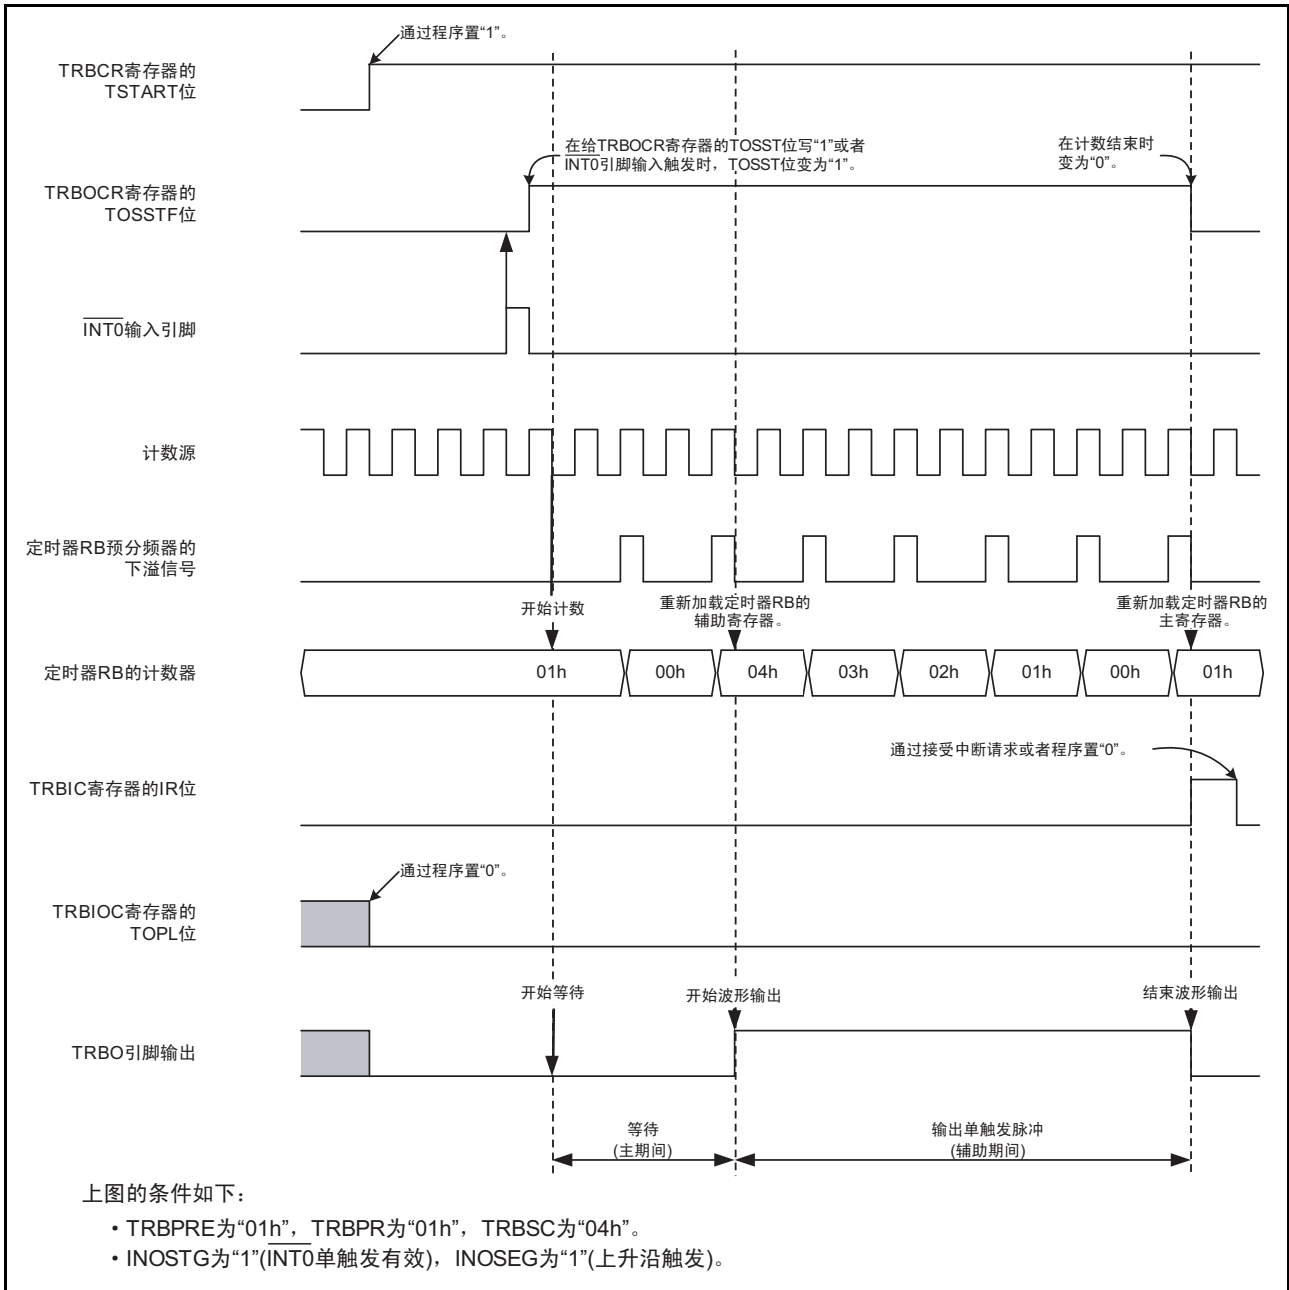 通过程序置“1”。
TRBCR寄存器的
TSTART位
在给TRBOCR寄存器的TOSST位写“1”或者
INT0引脚输入触发时，TOSST位变为“1”。
在计数结束时
变为“0”。
TRBOCR寄存器的
TOSSTF位
INT0输入引脚
计数源
定时器RB预分频器的
下溢信号
开始计数
重新加载定时器RB的
辅助寄存器。
重新加载定时器RB的
主寄存器。
定时器RB的计数器
01h 00h 04h 03h 02h 01h 00h 01h
通过接受中断请求或者程序置“0”。
TRBIC寄存器的IR位
通过程序置“0”。
TRBIOC寄存器的
TOPL位
开始等待
开始波形输出
结束波形输出
TRBO引脚输出
等待
(主期间)
输出单触发脉冲
(辅助期间)
上图的条件如下：
• TRBPRE为“01h”，TRBPR为“01h”，TRBSC为“04h”。
• INOSTG为“1”(INT0单触发有效)，INOSEG为“1”(上升沿触发)。